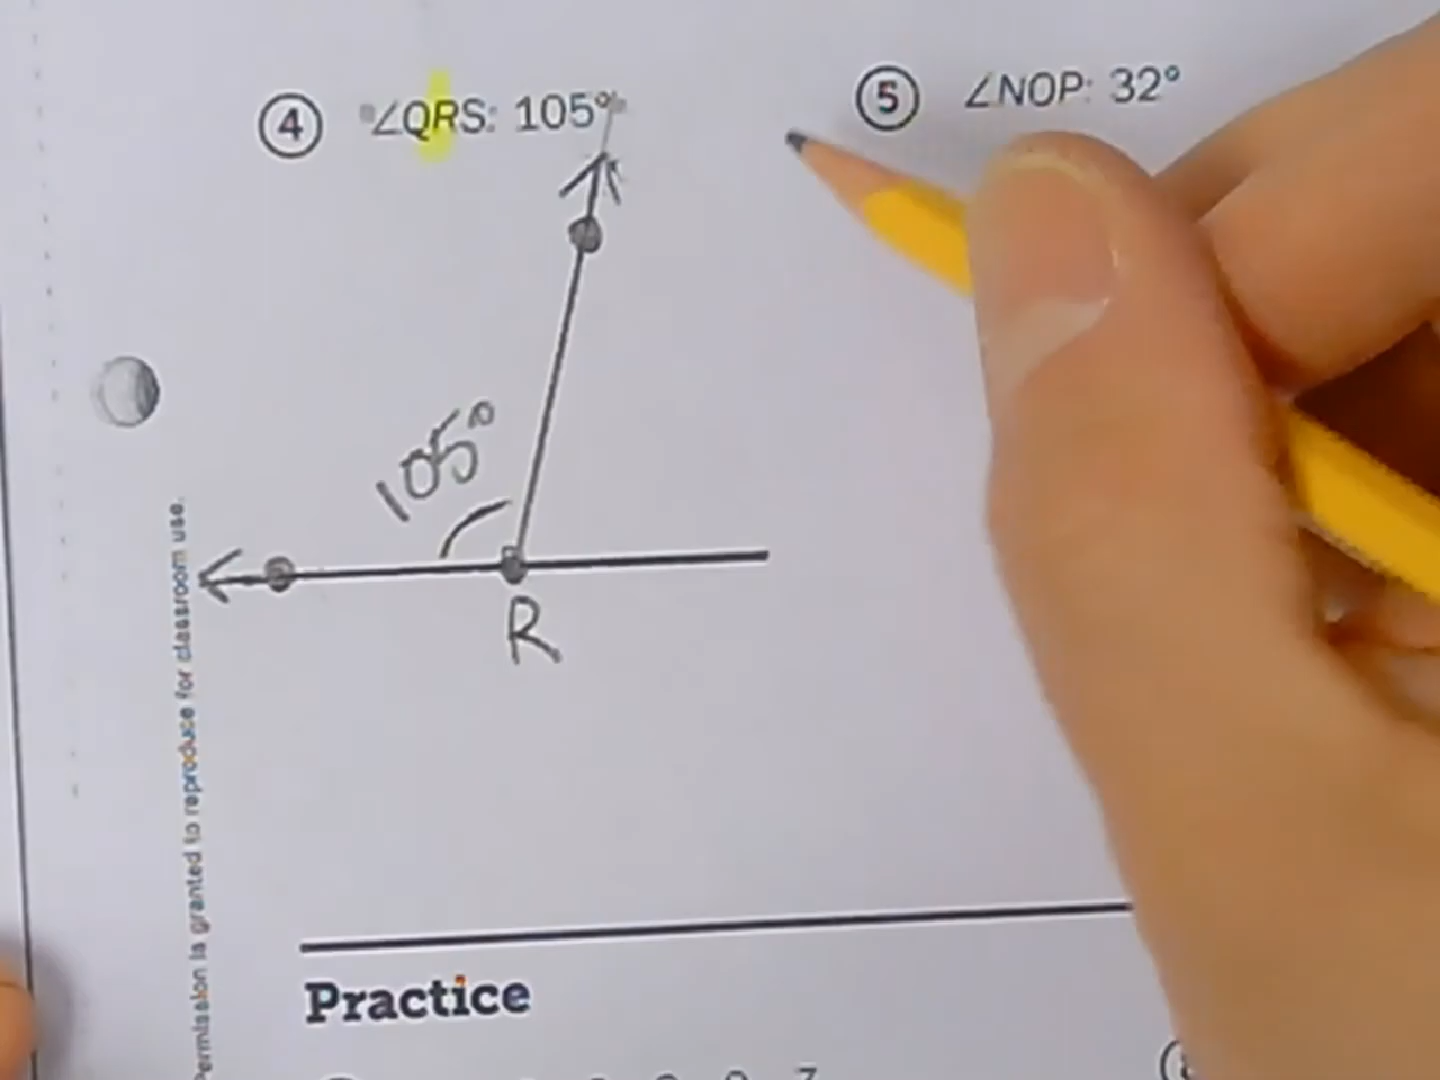 4 ∠QRS: 105°
5 ∠NOP: 32°
105°
R
Permission is granted to reproduce for classroom use.
Practice